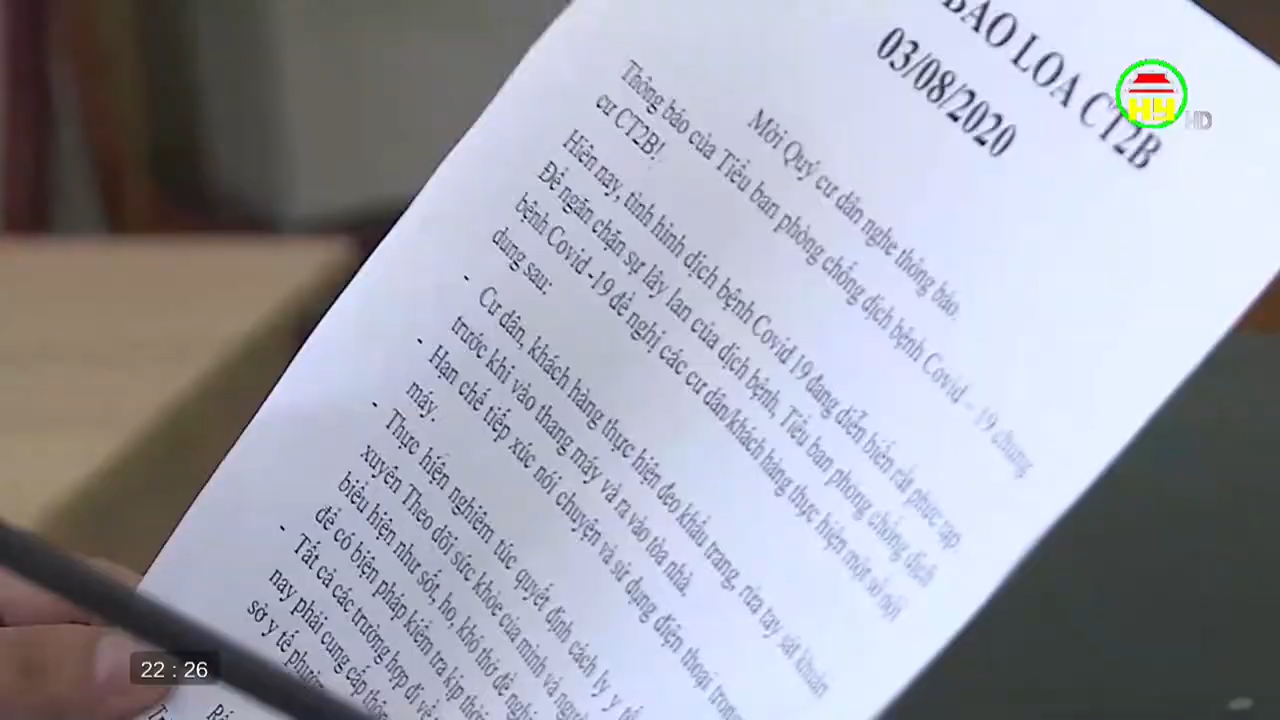 BÁO LOA CT2B
03/08/2020
Mời Quý cư dân nghe thông báo.
Thông báo của Tiểu ban phòng chống dịch bệnh Covid – 19 chung
cư CT2B!
Hiện nay, tình hình dịch bệnh Covid 19 đang diễn biến rất phức tạp.
Để ngăn chặn sự lây lan của dịch bệnh, Tiểu ban phòng chống dịch
bệnh Covid -19 đề nghị các cư dân/khách hàng thực hiện một số nội
dung sau:
- Cư dân, khách hàng thực hiện đeo khẩu trang, rửa tay sát khuẩn
trước khi vào thang máy và ra vào tòa nhà.
- Hạn chế tiếp xúc nói chuyện và sử dụng điện thoại trong
máy.
- Thực hiện nghiêm túc quyết định cách ly y tế
xuyên Theo dõi sức khỏe của mình và người
biểu hiện như sốt, ho, khó thở đề nghị
để có biện pháp kiểm tra kịp thời
- Tất cả các trường hợp đi về
nay phải cung cấp
sở y tế
HY HD
22 : 26